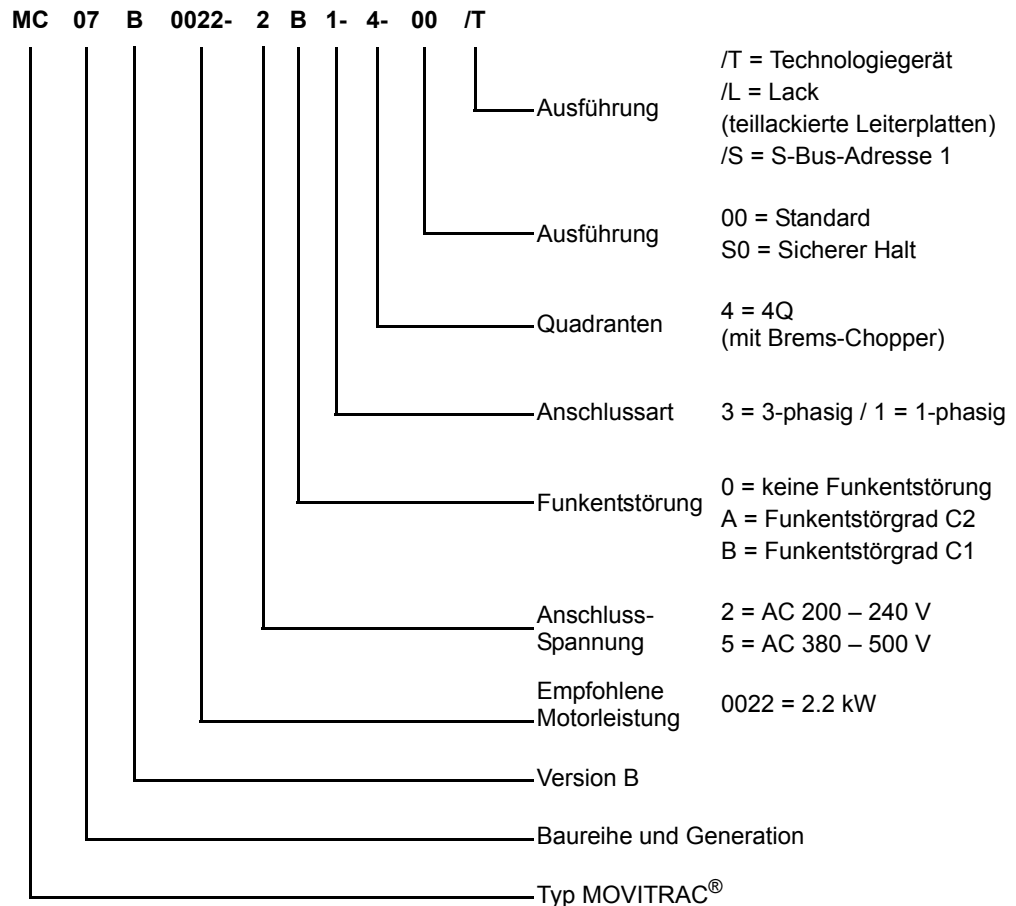 MC 07 B 0022- 2 B 1- 4- 00 /T
Ausführung
/T = Technologiegerät
/L = Lack
(teillackierte Leiterplatten)
/S = S-Bus-Adresse 1
Ausführung
00 = Standard
S0 = Sicherer Halt
Quadranten
4 = 4Q
(mit Brems-Chopper)
Anschlussart
3 = 3-phasig / 1 = 1-phasig
Funkentstörung
0 = keine Funkentstörung
A = Funkentstörgrad C2
B = Funkentstörgrad C1
Anschluss-
Spannung
2 = AC 200 – 240 V
5 = AC 380 – 500 V
Empfohlene
Motorleistung
0022 = 2.2 kW
Version B
Baureihe und Generation
Typ MOVITRAC®